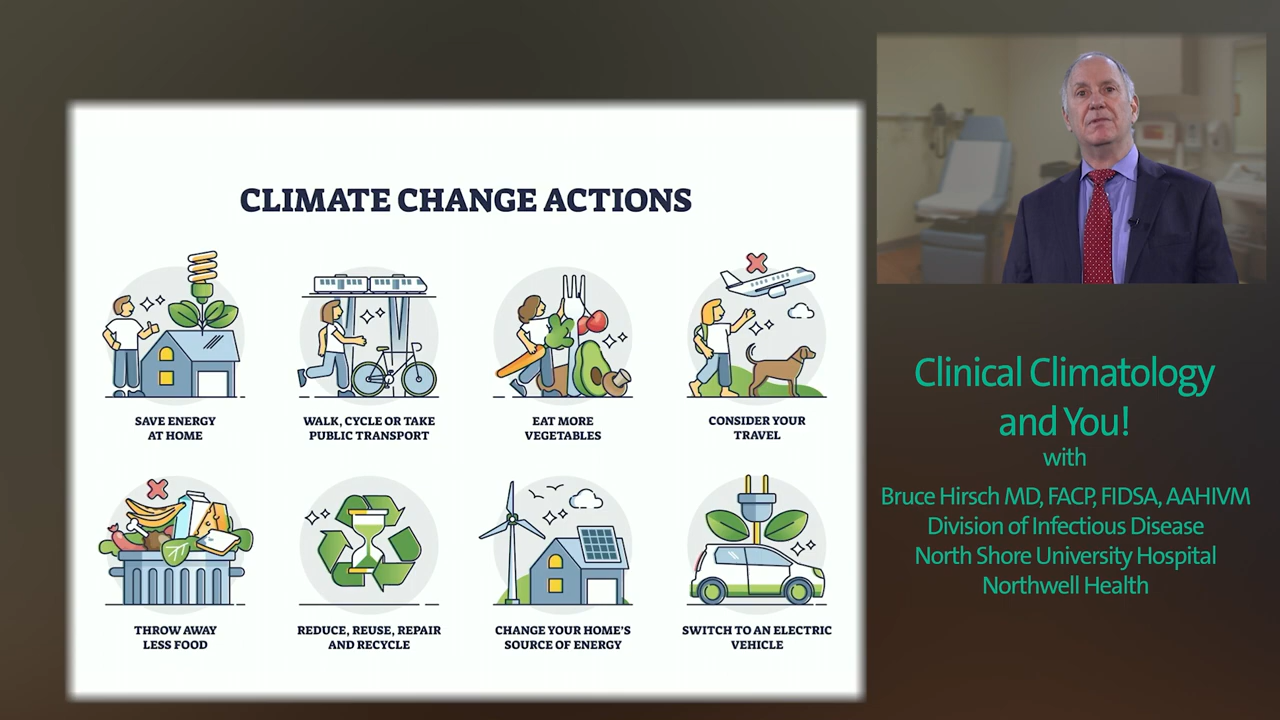 CLIMATE CHANGE ACTIONS
SAVE ENERGY
AT HOME
WALK, CYCLE OR TAKE
PUBLIC TRANSPORT
EAT MORE
VEGETABLES
CONSIDER YOUR
TRAVEL
THROW AWAY
LESS FOOD
REDUCE, REUSE, REPAIR
AND RECYCLE
CHANGE YOUR HOME'S
SOURCE OF ENERGY
SWITCH TO AN ELECTRIC
VEHICLE
Clinical Climatology
and You!
with
Bruce Hirsch MD, FACP, FIDSA, AAHIVM
Division of Infectious Disease
North Shore University Hospital
Northwell Health